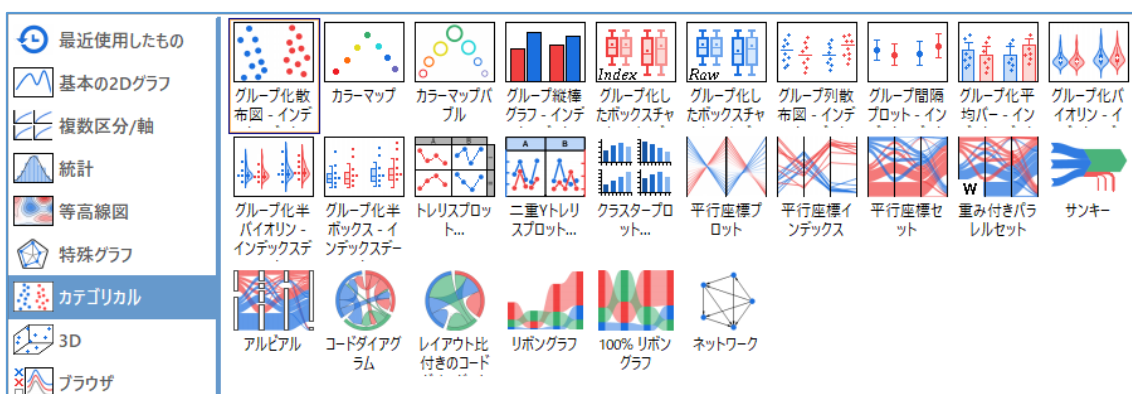 最近使用したもの
基本の2Dグラフ
複数区分/軸
統計
等高線図
特殊グラフ
カテゴリカル
3D
ブラウザ
グループ化散
布図 - インデ
カラーマップ
カラーマップバ
ブル
グループ縦棒
グラフ - インデ
Index
グループ化し
たボックスチャ
Raw
グループ化し
たボックスチャ
グループ列散
布図 - インデ
グループ間隔
プロット - イン
グループ化平
均バー - イン
グループ化バ
イオリン - イ
グループ化半
バイオリン -
インデックスデ
グループ化半
ボックス - イ
ンデックスデー
A B
トレリスプロッ
ト...
A B
二重Yトレリ
スプロット...
クラスタープロ
ット...
平行座標プ
ロット
平行座標イ
ンデックス
平行座標セ
ット
W
重み付きパラ
レルセット
サンキー
アルビアル
コードダイアグ
ラム
レイアウト比
付きのコード
リボングラフ
100% リボン
グラフ
ネットワーク